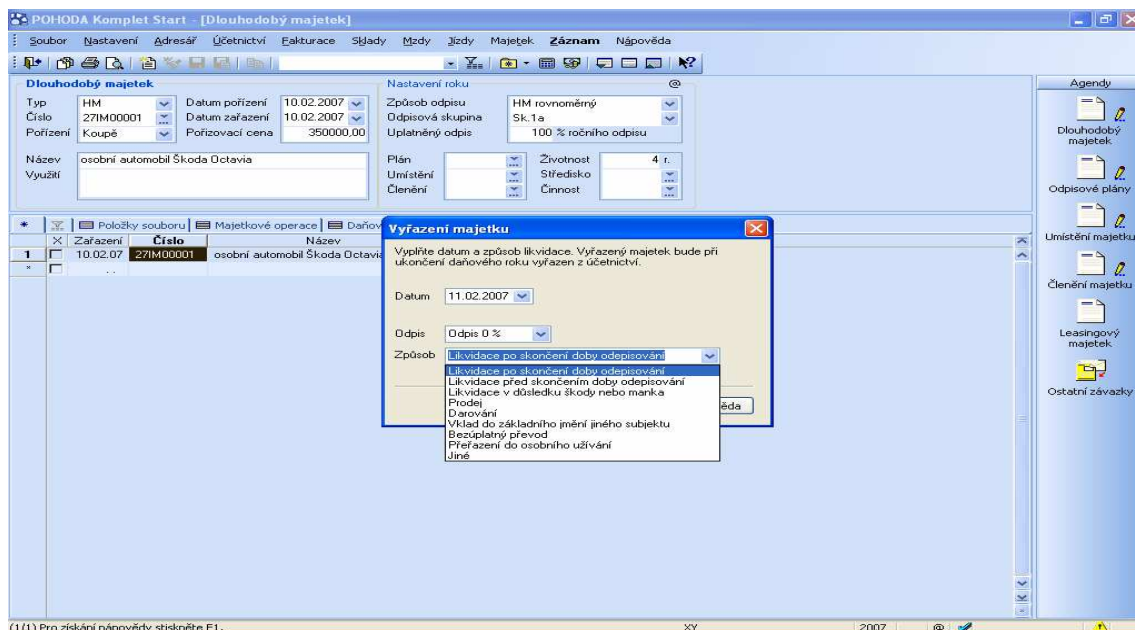 POHODA Komplet Start - [Dlouhodobý majetek]
Soubor Nastavení Adresář Účetnictví Fakturace Sklady Mzdy Jízdy Majetek Záznam Nápověda
Dlouhodobý majetek
Typ HM Datum pořízení 10.02.2007
Číslo 27IM00001 Datum zařazení 10.02.2007
Pořízení Koupě Pořizovací cena 350000,00
Název osobní automobil Škoda Octavia
Využití
Nastavení roku @
Způsob odpisu HM rovnoměrný
Odpisová skupina Sk.1a
Uplatněný odpis 100 % ročního odpisu
Plán Životnost 4 r.
Umístění Středisko
Členění Činnost
* Položky souboru Majetkové operace Daňov
X Zařazení Číslo Název
1 10.02.07 27IM00001 osobní automobil Škoda Octavia
* . .
Vyřazení majetku
Vyplňte datum a způsob likvidace. Vyřazený majetek bude při
ukončení daňového roku vyřazen z účetnictví.
Datum 11.02.2007
Odpis Odpis 0 %
Způsob Likvidace po skončení doby odepisování
Likvidace po skončení doby odepisování
Likvidace před skončením doby odepisování
Likvidace v důsledku škody nebo manka
Prodej
Darování
Vklad do základního jmění jiného subjektu
Bezúplatný převod
Přeřazení do osobního užívání
Jiné
ěda
Agendy
Dlouhodobý
majetek
Odpisové plány
Umístění majetku
Členění majetku
Leasingový
majetek
Ostatní závazky
(1/1) Pro získání nápovědy stiskněte F1. XY 2007 @